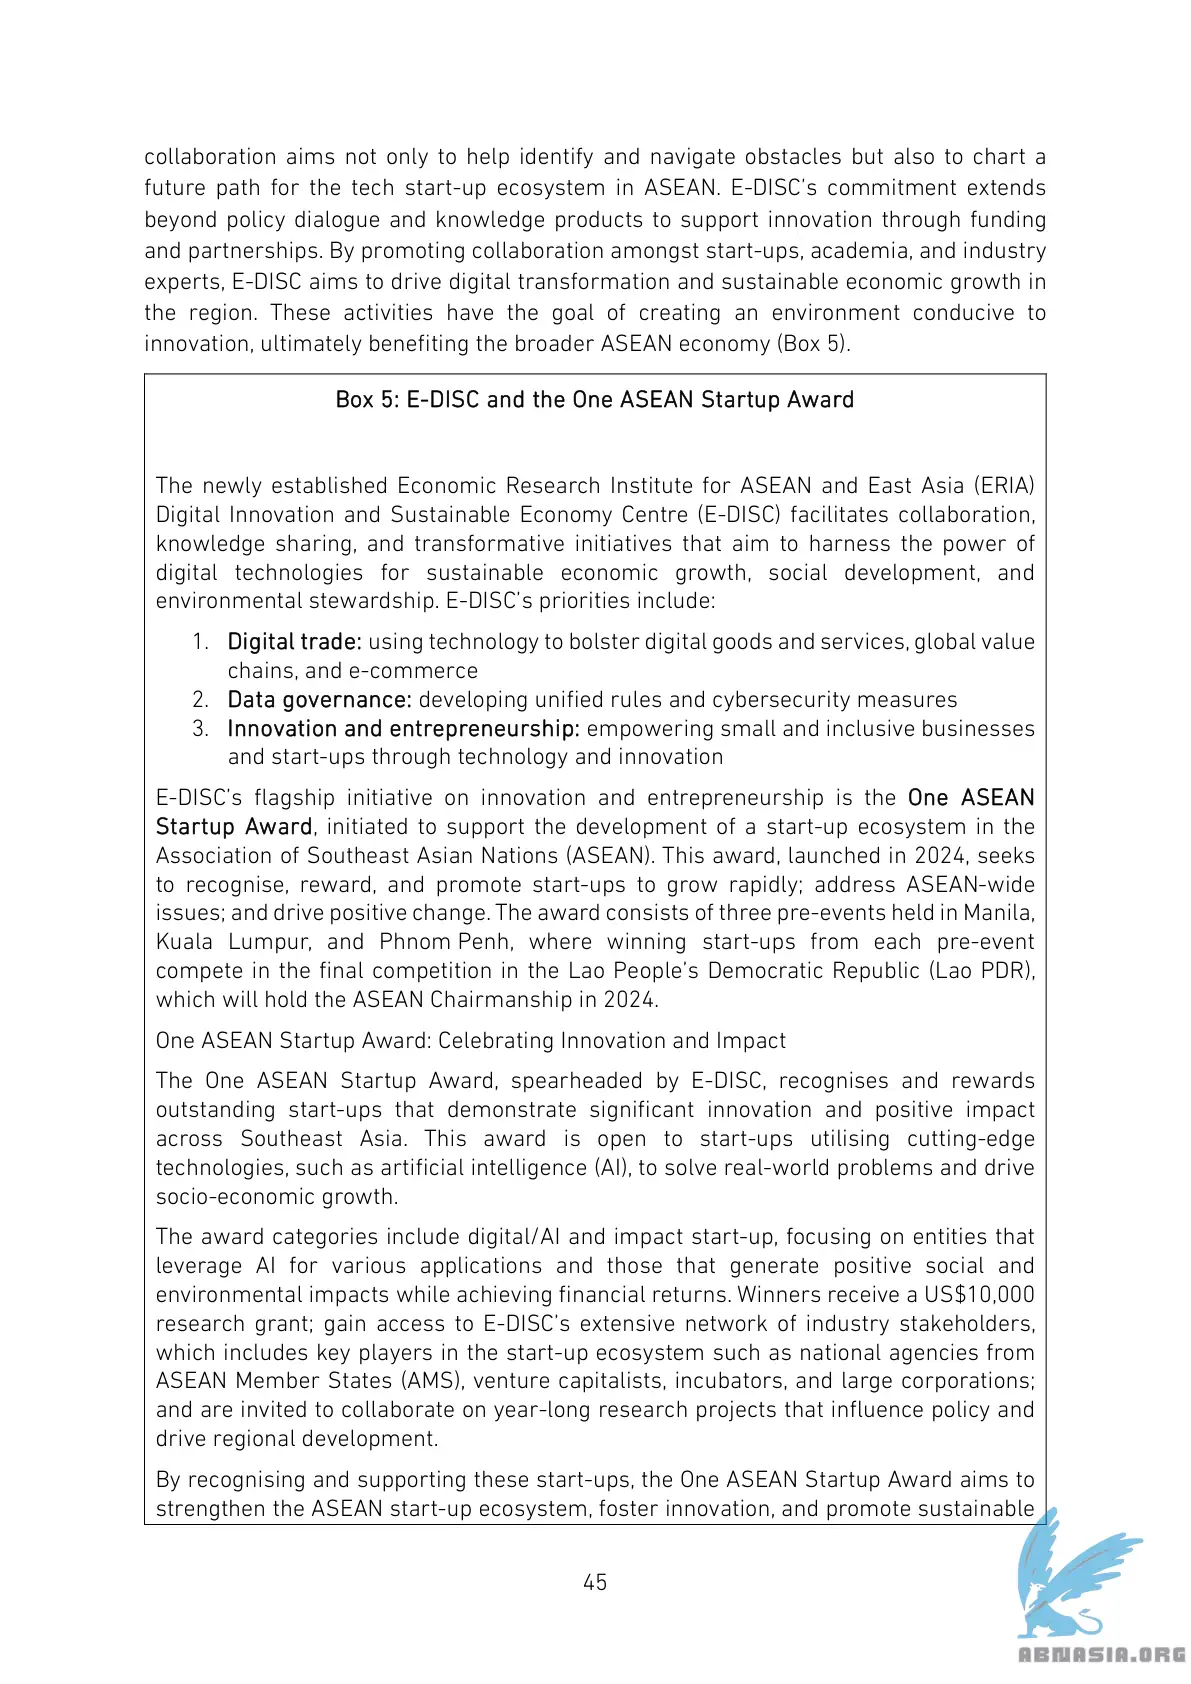 collaboration aims not only to help identify and navigate obstacles but also to chart a
future path for the tech start-up ecosystem in ASEAN. E-DISC's commitment extends
beyond policy dialogue and knowledge products to support innovation through funding
and partnerships. By promoting collaboration amongst start-ups, academia, and industry
experts, E-DISC aims to drive digital transformation and sustainable economic growth in
the region. These activities have the goal of creating an environment conducive to
innovation, ultimately benefiting the broader ASEAN economy (Box 5).
Box 5: E-DISC and the One ASEAN Startup Award
The newly established Economic Research Institute for ASEAN and East Asia (ERIA)
Digital Innovation and Sustainable Economy Centre (E-DISC) facilitates collaboration,
knowledge sharing, and transformative initiatives that aim to harness the power of
digital technologies for sustainable economic growth, social development, and
environmental stewardship. E-DISC's priorities include:
1. Digital trade: using technology to bolster digital goods and services, global value
chains, and e-commerce
2. Data governance: developing unified rules and cybersecurity measures
3. Innovation and entrepreneurship: empowering small and inclusive businesses
and start-ups through technology and innovation
E-DISC's flagship initiative on innovation and entrepreneurship is the One ASEAN
Startup Award, initiated to support the development of a start-up ecosystem in the
Association of Southeast Asian Nations (ASEAN). This award, launched in 2024, seeks
to recognise, reward, and promote start-ups to grow rapidly; address ASEAN-wide
issues; and drive positive change. The award consists of three pre-events held in Manila,
Kuala Lumpur, and Phnom Penh, where winning start-ups from each pre-event
compete in the final competition in the Lao People's Democratic Republic (Lao PDR),
which will hold the ASEAN Chairmanship in 2024.
One ASEAN Startup Award: Celebrating Innovation and Impact
The One ASEAN Startup Award, spearheaded by E-DISC, recognises and rewards
outstanding start-ups that demonstrate significant innovation and positive impact
across Southeast Asia. This award is open to start-ups utilising cutting-edge
technologies, such as artificial intelligence (AI), to solve real-world problems and drive
socio-economic growth.
The award categories include digital/AI and impact start-up, focusing on entities that
leverage AI for various applications and those that generate positive social and
environmental impacts while achieving financial returns. Winners receive a US$10,000
research grant; gain access to E-DISC's extensive network of industry stakeholders,
which includes key players in the start-up ecosystem such as national agencies from
ASEAN Member States (AMS), venture capitalists, incubators, and large corporations;
and are invited to collaborate on year-long research projects that influence policy and
drive regional development.
By recognising and supporting these start-ups, the One ASEAN Startup Award aims to
strengthen the ASEAN start-up ecosystem, foster innovation, and promote sustainable
45
ABNASIA.ORG